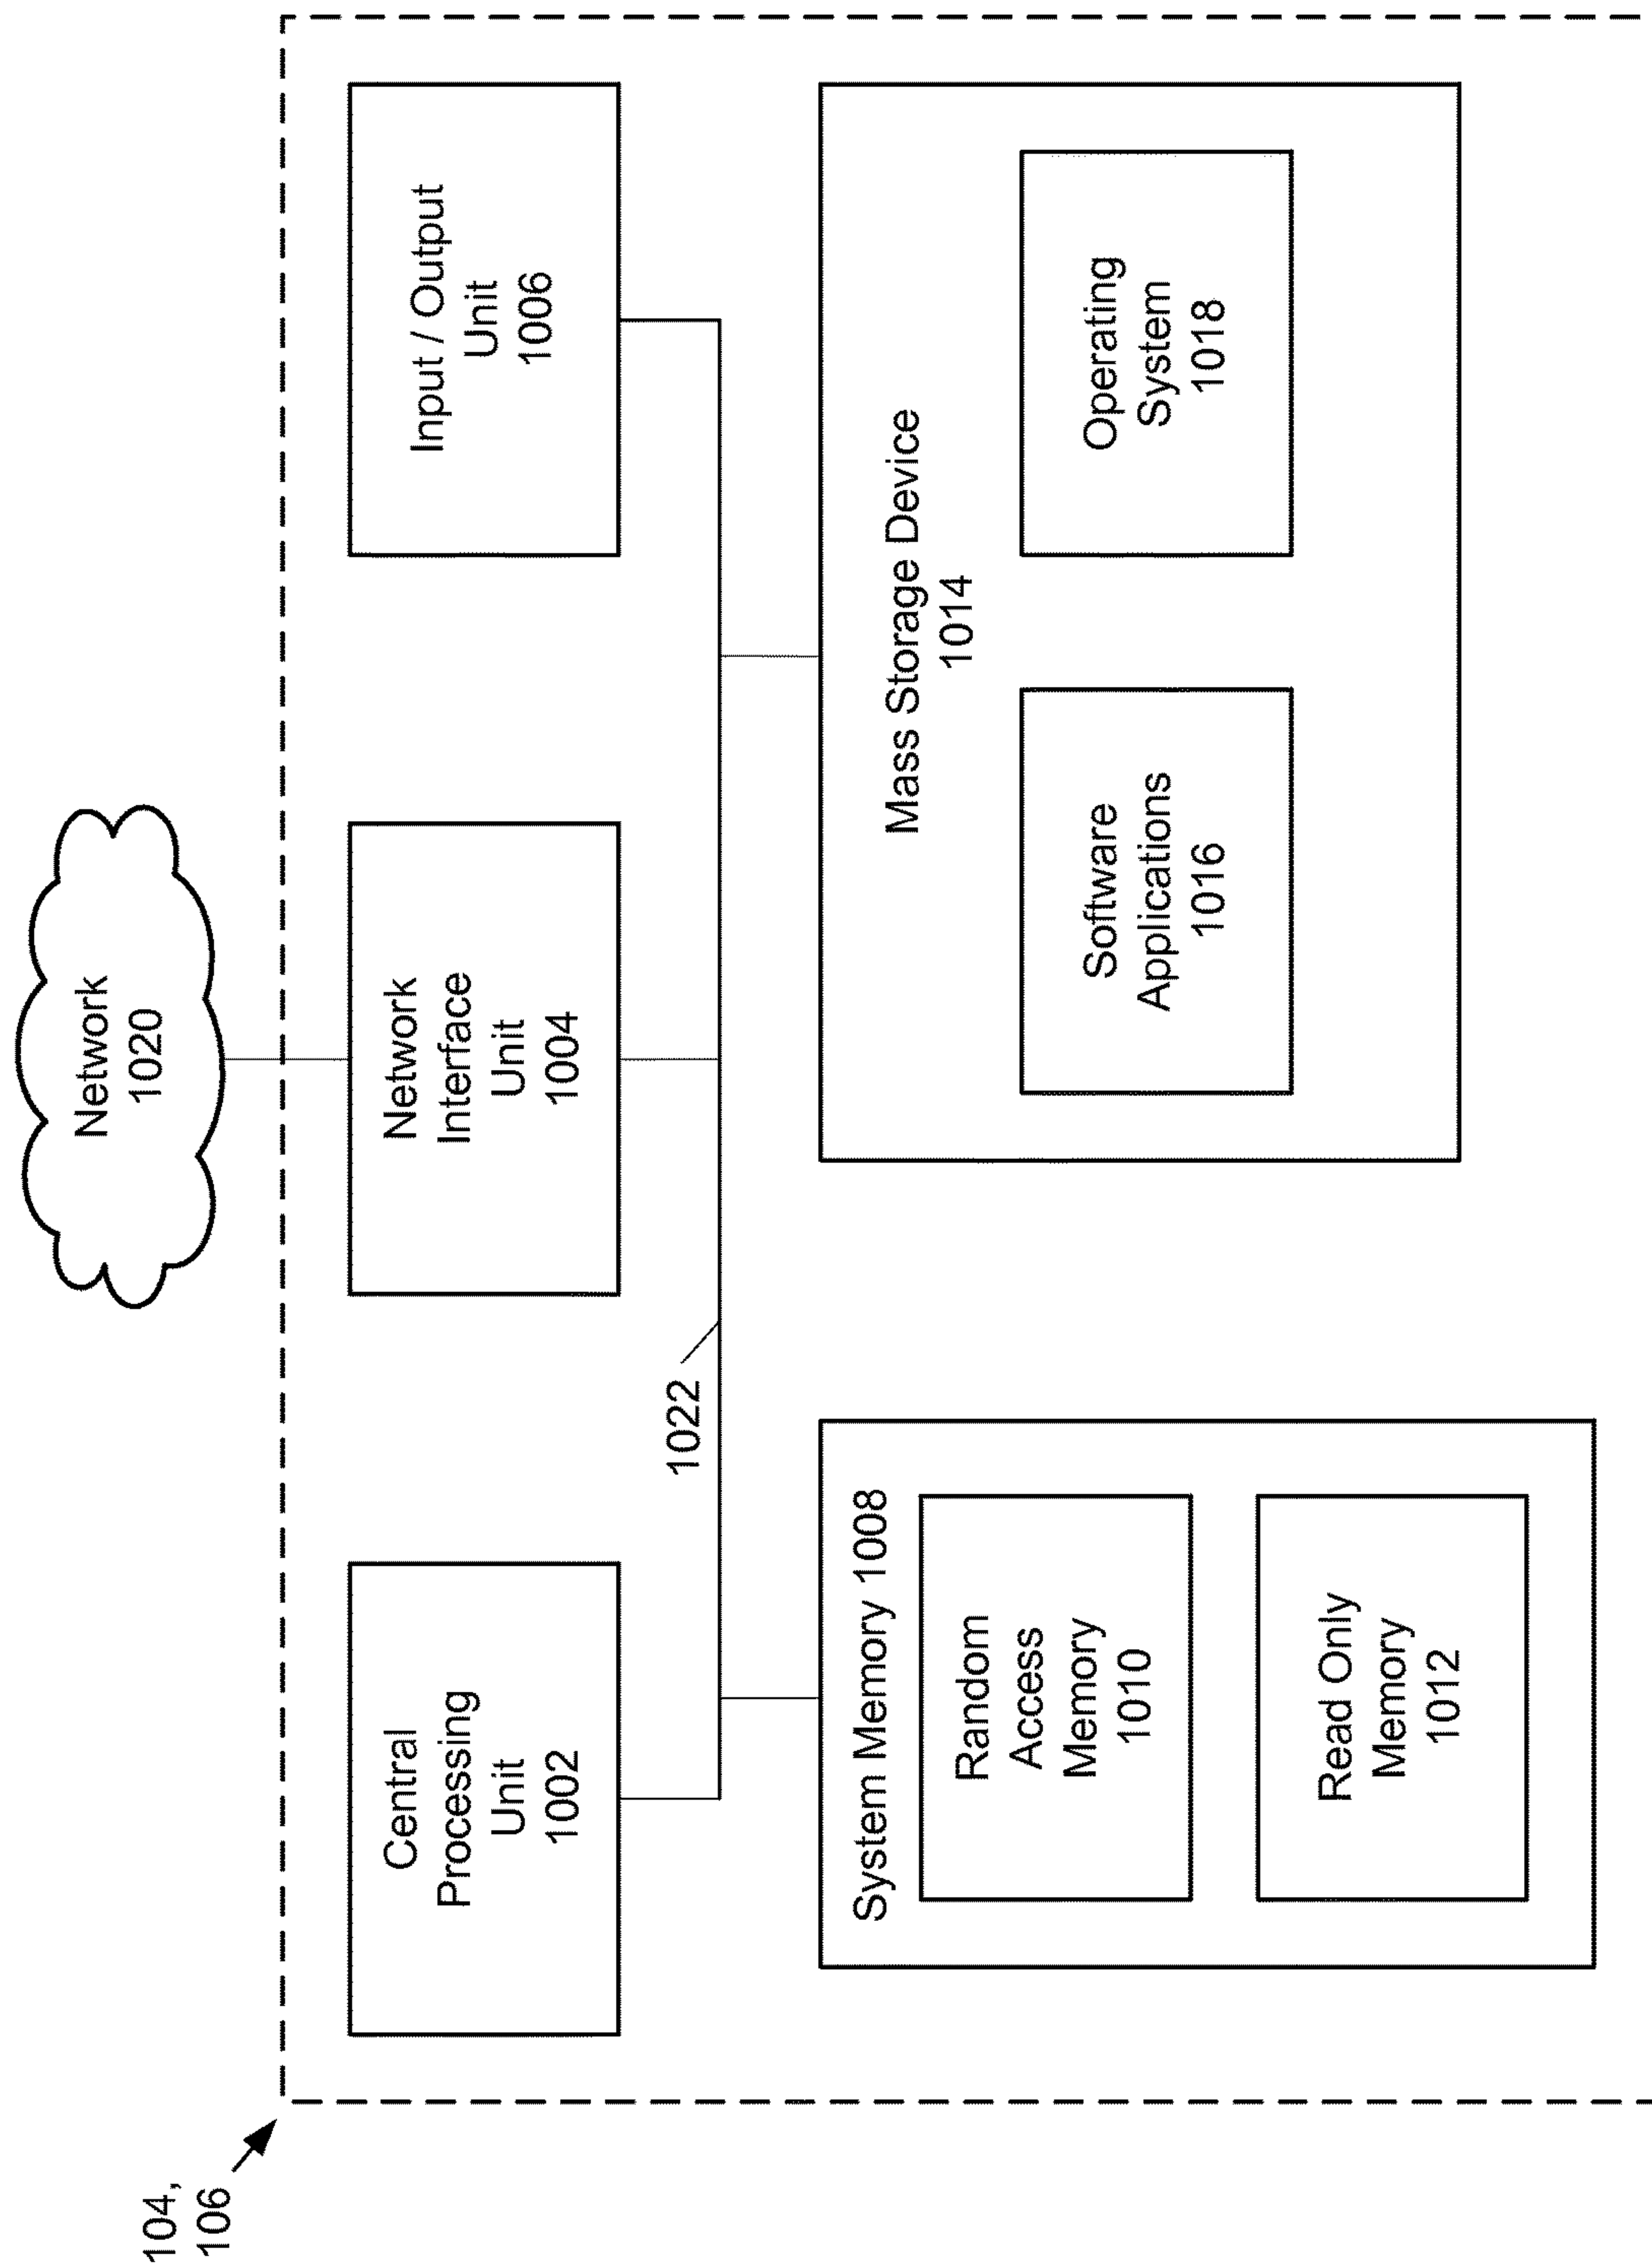 Network
1020
104,
106
Central
Processing
Unit
1002
Network
Interface
Unit
1004
Input / Output
Unit
1006
1022
System Memory 1008
Random
Access
Memory
1010
Read Only
Memory
1012
Mass Storage Device
1014
Software
Applications
1016
Operating
System
1018